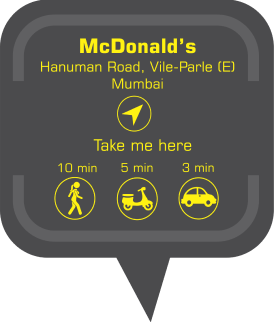 McDonald's
Hanuman Road, Vile-Parle (E)
Mumbai
Take me here
10 min 5 min 3 min